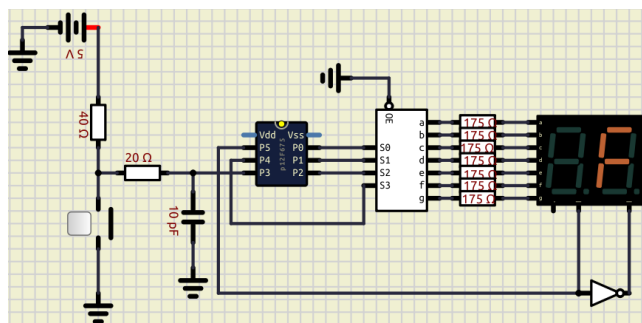 5 V
40 Ω
20 Ω
10 pF
Vdd Vss
P5 P0
P4 P1
P3 P2
p12f675
OE
S0
S1
S2
S3
a
b
c
d
e
f
g
175 Ω
175 Ω
175 Ω
175 Ω
175 Ω
175 Ω
175 Ω
a
b
c
d
e
f
g
F